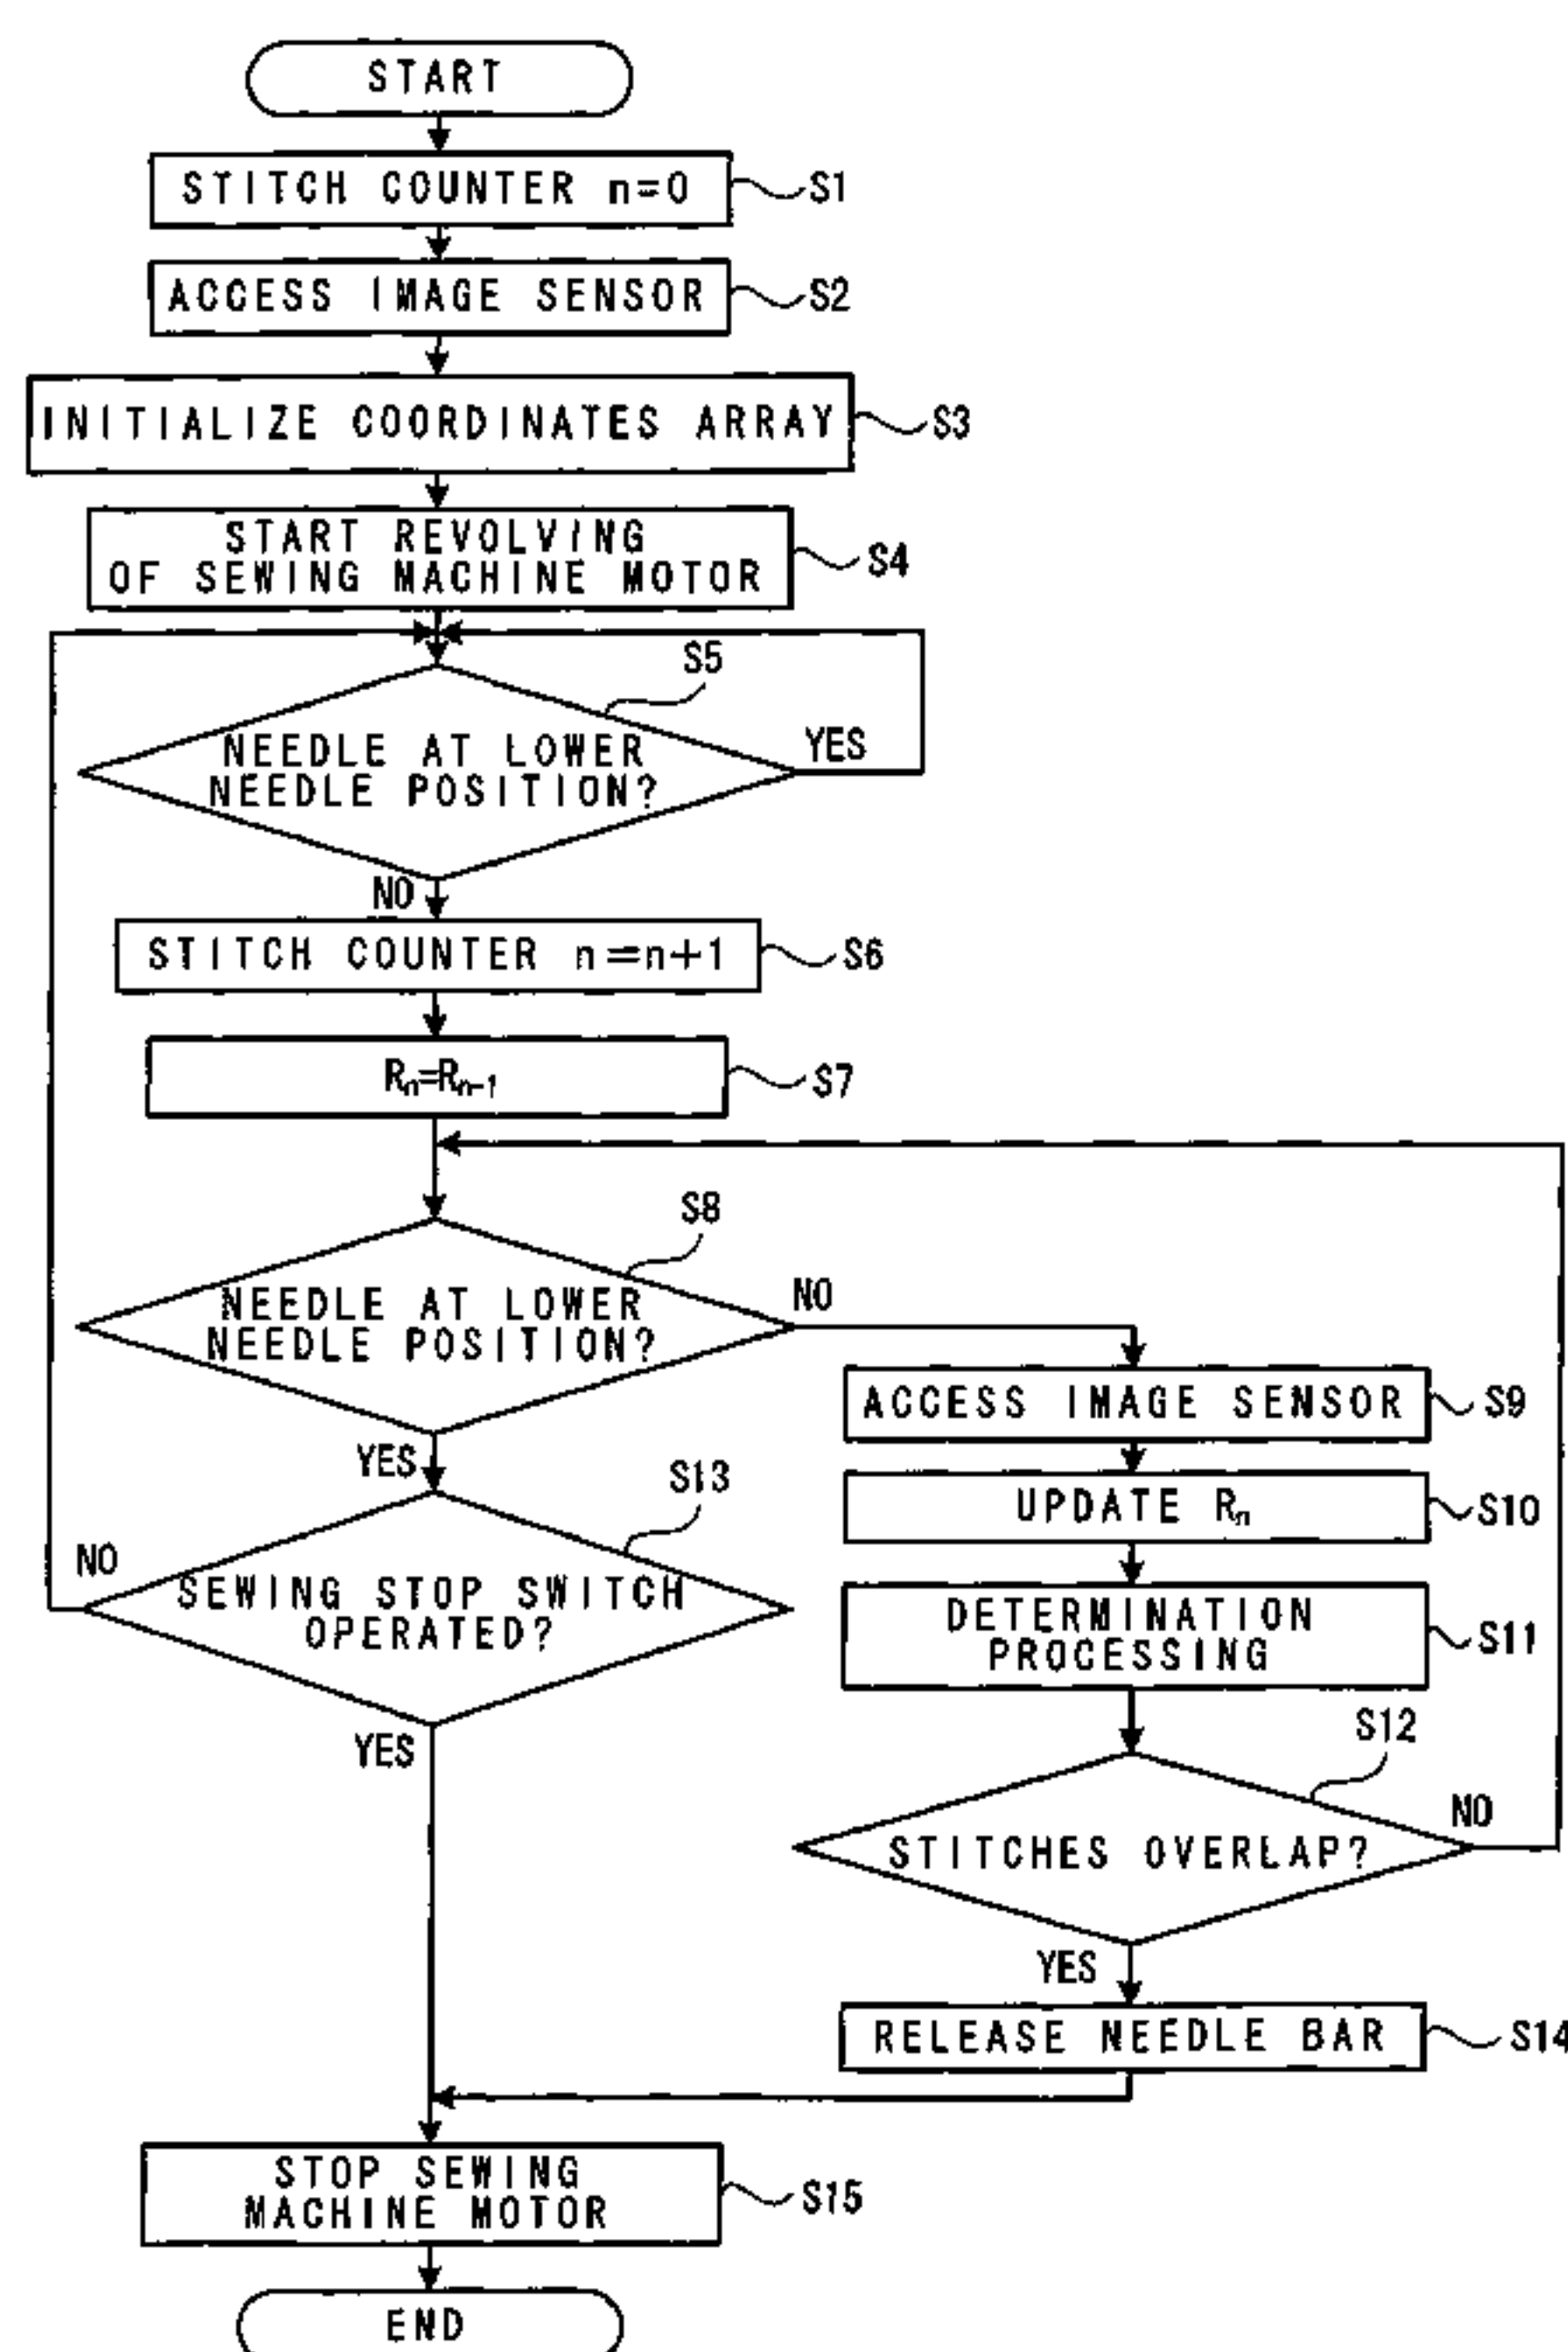 START
STITCH COUNTER n=0
S1
ACCESS IMAGE SENSOR
S2
INITIALIZE COORDINATES ARRAY
S3
START REVOLVING
OF SEWING MACHINE MOTOR
S4
S5
NEEDLE AT LOWER
NEEDLE POSITION?
YES
NO
STITCH COUNTER n=n+1
S6
Rn=Rn-1
S7
S8
NEEDLE AT LOWER
NEEDLE POSITION?
NO
YES
ACCESS IMAGE SENSOR
S9
UPDATE Rn
S10
DETERMINATION
PROCESSING
S11
S13
NO
SEWING STOP SWITCH
OPERATED?
YES
S12
STITCHES OVERLAP?
NO
YES
RELEASE NEEDLE BAR
S14
STOP SEWING
MACHINE MOTOR
S15
END